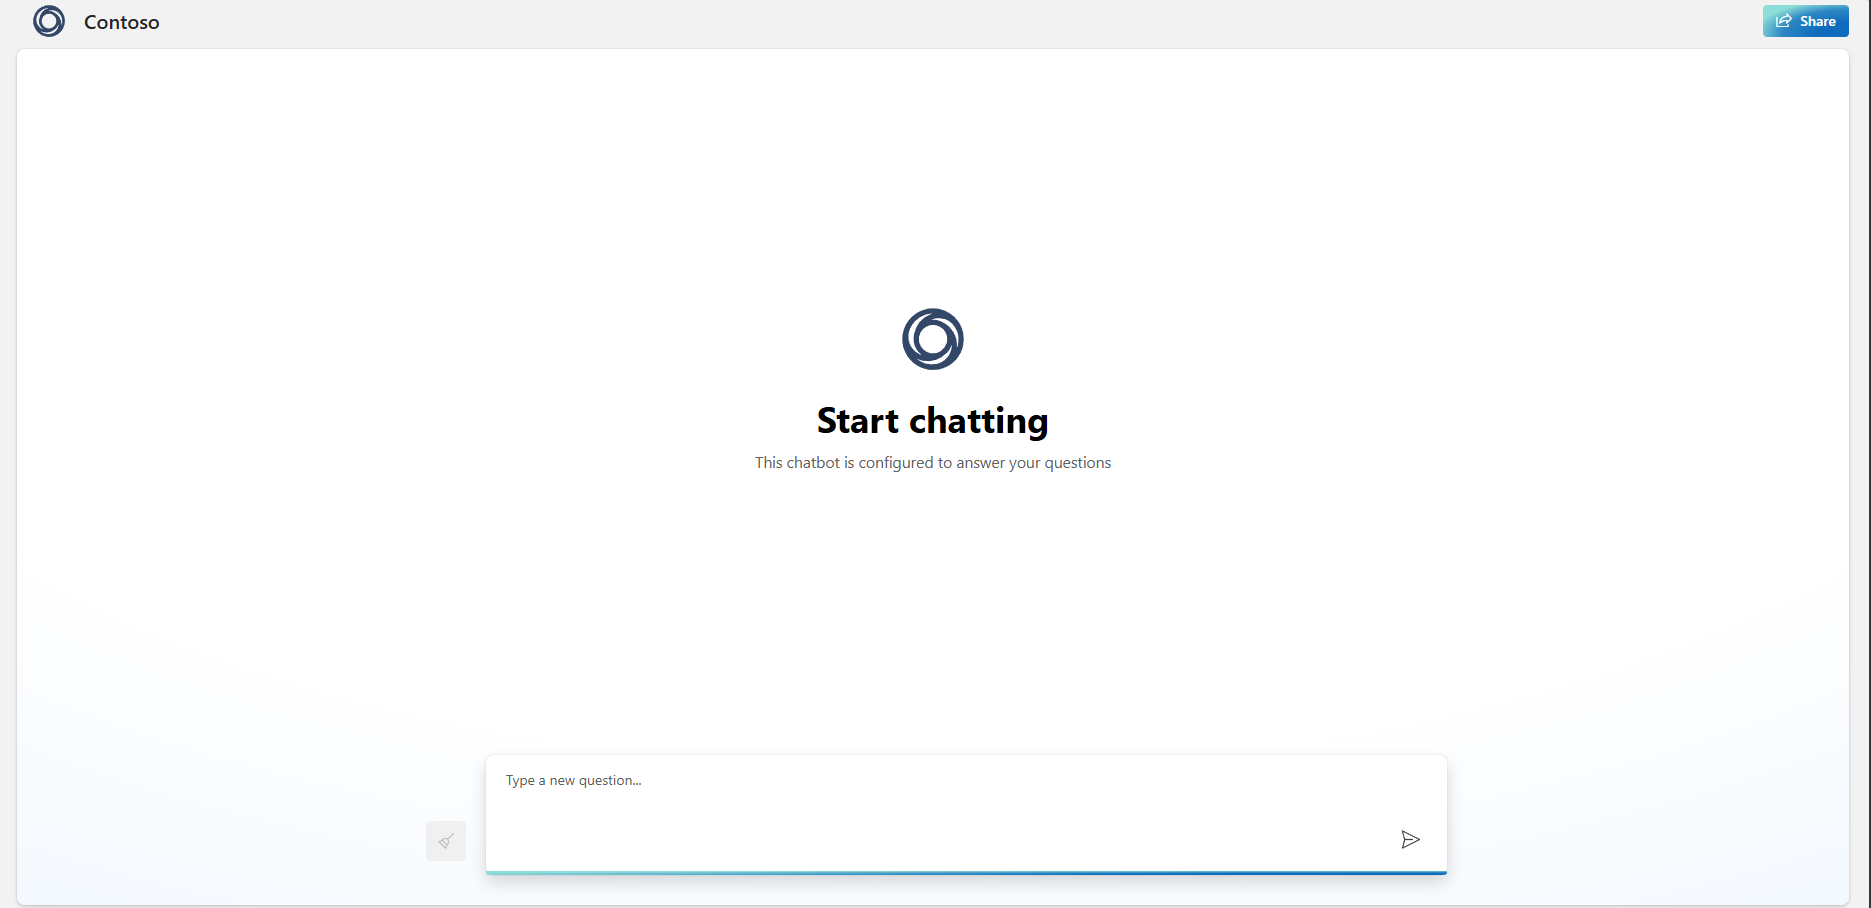 Contoso
Share
Start chatting
This chatbot is configured to answer your questions
Type a new question...